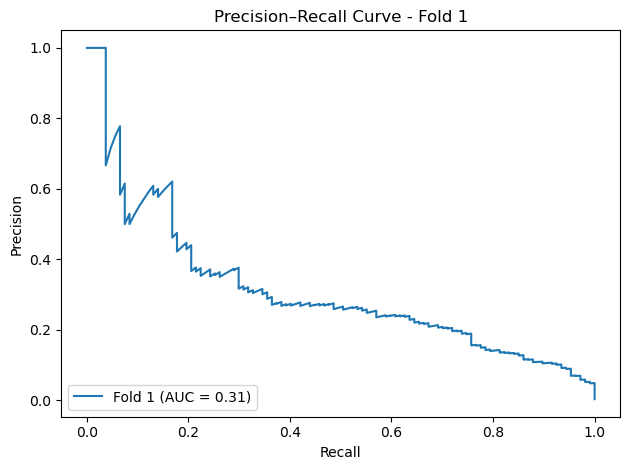 Precision–Recall Curve - Fold 1
Precision
1.0
0.8
0.6
0.4
0.2
0.0
Fold 1 (AUC = 0.31)
0.0 0.2 0.4 0.6 0.8 1.0
Recall